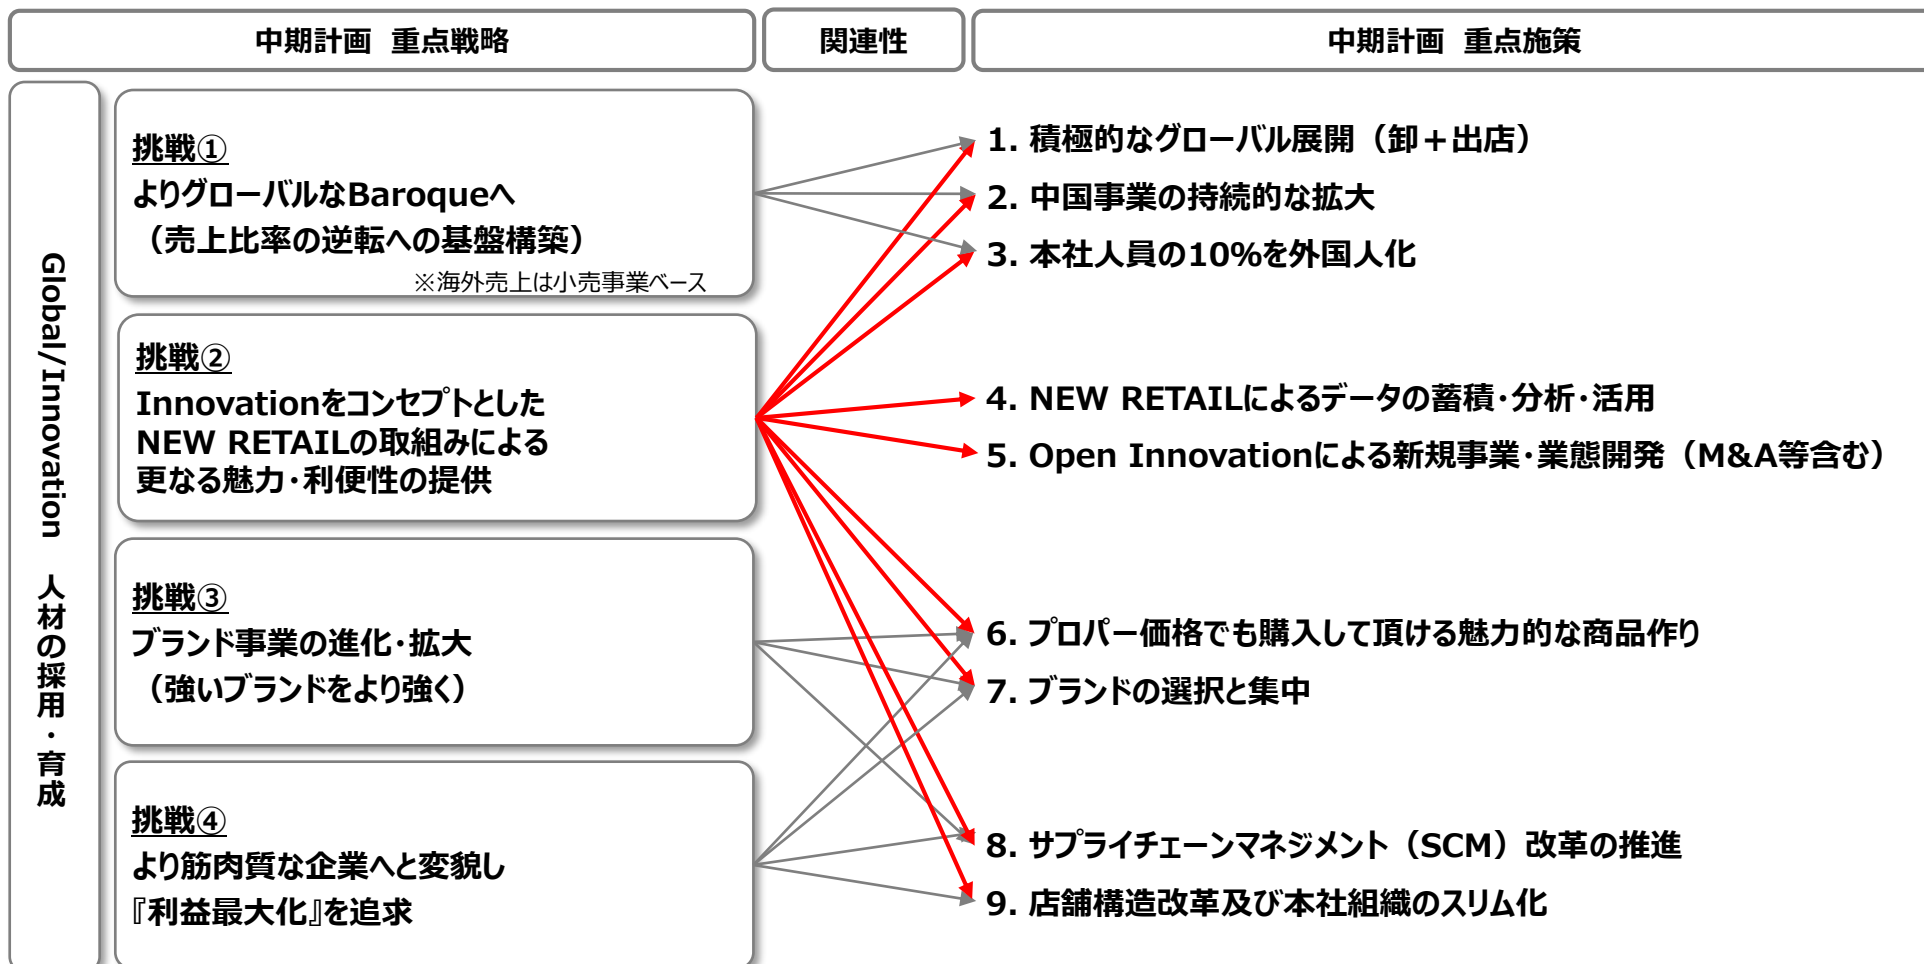 中期計画 重点戦略
関連性
中期計画 重点施策
Global/Innovation 人材の採用・育成
挑戦①
よりグローバルなBaroqueへ
（売上比率の逆転への基盤構築）
※海外売上は小売事業ベース
挑戦②
Innovationをコンセプトとした
NEW RETAILの取組みによる
更なる魅力・利便性の提供
挑戦③
ブランド事業の進化・拡大
（強いブランドをより強く）
挑戦④
より筋肉質な企業へと変貌し
『利益最大化』を追求
1. 積極的なグローバル展開（卸＋出店）
2. 中国事業の持続的な拡大
3. 本社人員の10%を外国人化
4. NEW RETAILによるデータの蓄積・分析・活用
5. Open Innovationによる新規事業・業態開発（M&A等含む）
6. プロパー価格でも購入して頂ける魅力的な商品作り
7. ブランドの選択と集中
8. サプライチェーンマネジメント（SCM）改革の推進
9. 店舗構造改革及び本社組織のスリム化